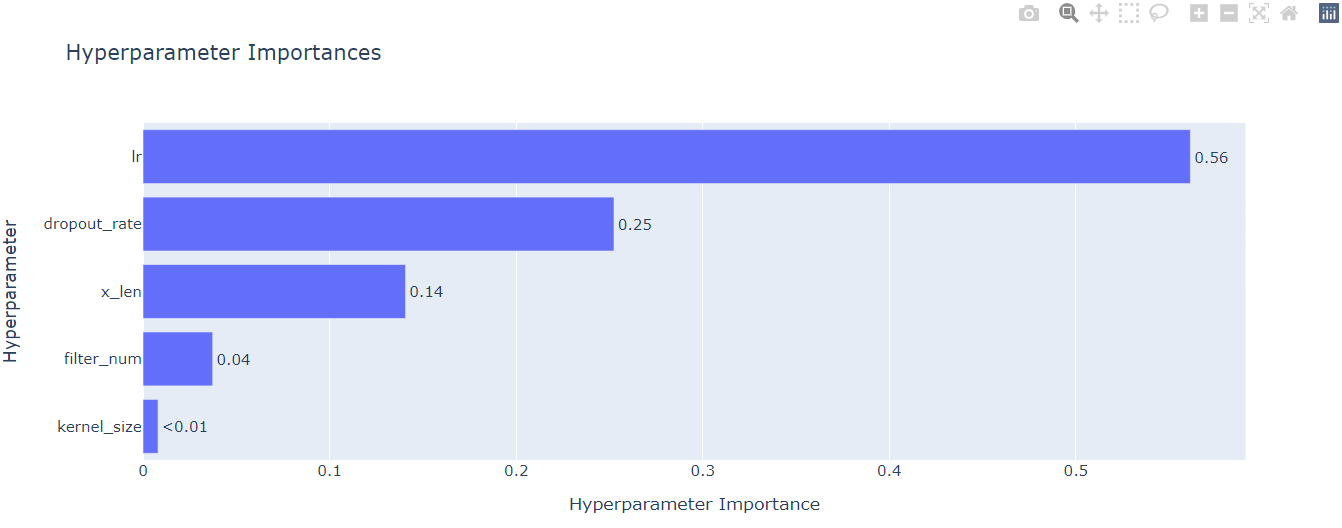 Hyperparameter Importances
Hyperparameter
lr
0.56
dropout_rate
0.25
x_len
0.14
filter_num
0.04
kernel_size
<0.01
0 0.1 0.2 0.3 0.4 0.5
Hyperparameter Importance